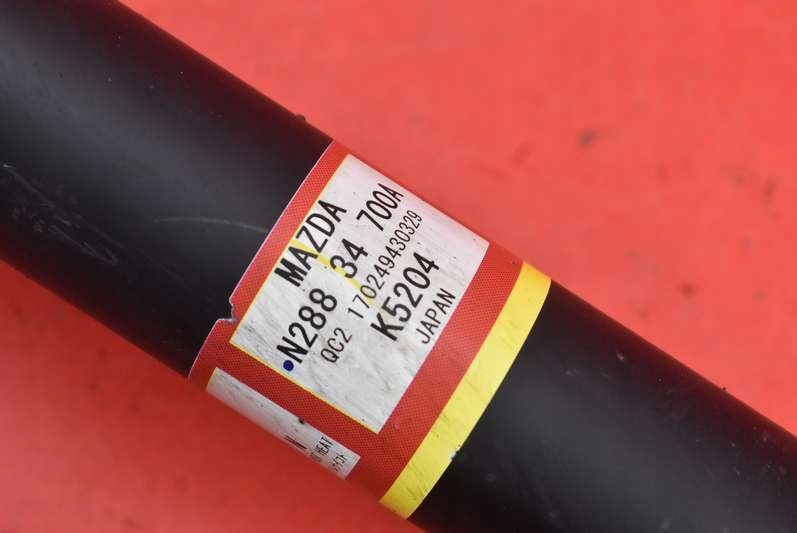 MAZDA
N288 34 700A
QC2 170249430329
K5204
JAPAN